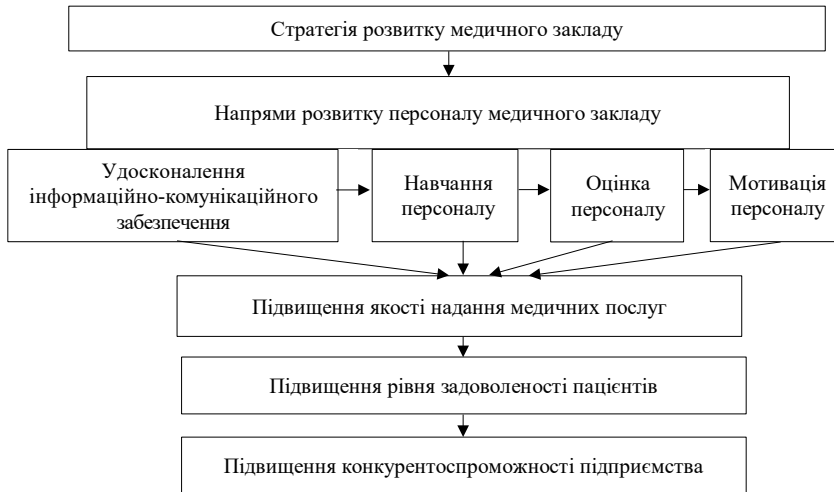 Стратегія розвитку медичного закладу
Напрями розвитку персоналу медичного закладу
Удосконалення
інформаційно-комунікаційного
забезпечення
Навчання
персоналу
Оцінка
персоналу
Мотивація
персоналу
Підвищення якості надання медичних послуг
Підвищення рівня задоволеності пацієнтів
Підвищення конкурентоспроможності підприємства